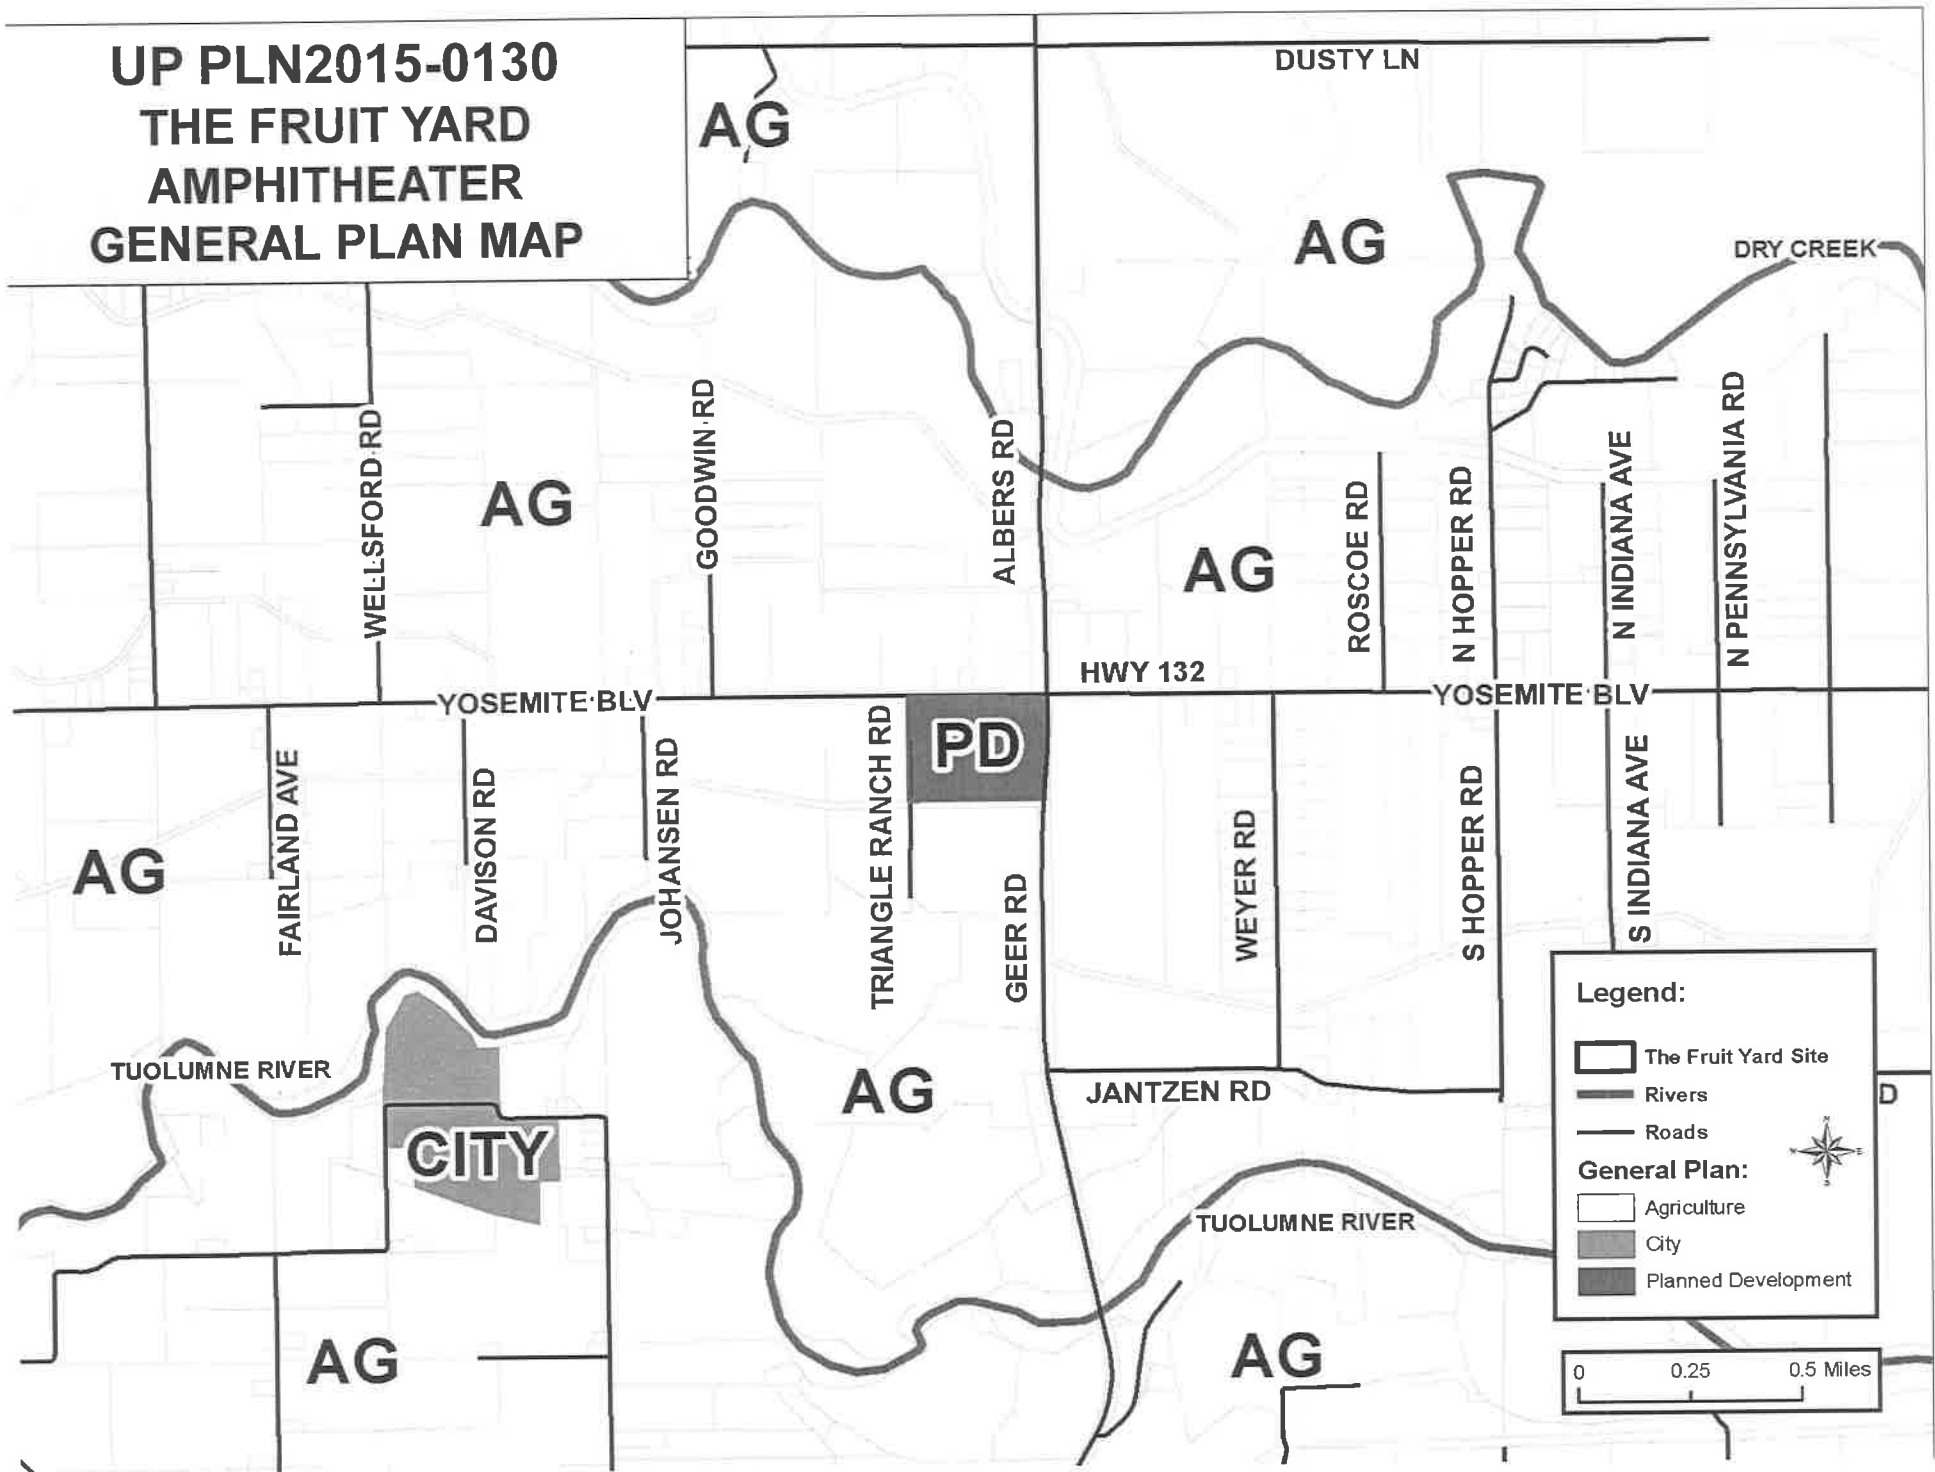 UP PLN2015-0130
THE FRUIT YARD
AMPHITHEATER
GENERAL PLAN MAP
DUSTY LN
AG
AG
DRY CREEK
WELLSFORD RD
AG
GOODWIN RD
ALBERS RD
AG
ROSCOE RD
N HOPPER RD
N INDIANA AVE
N PENNSYLVANIA RD
HWY 132
YOSEMITE BLV
YOSEMITE BLV
PD
AG
FAIRLAND AVE
DAVISON RD
JOHANSEN RD
TRIANGLE RANCH RD
GEER RD
WEYER RD
S HOPPER RD
S INDIANA AVE
TUOLUMNE RIVER
CITY
AG
JANTZEN RD
D
TUOLUMNE RIVER
AG
AG
Legend:
The Fruit Yard Site
Rivers
Roads
N
W
E
S
General Plan:
Agriculture
City
Planned Development
0 0.25 0.5 Miles